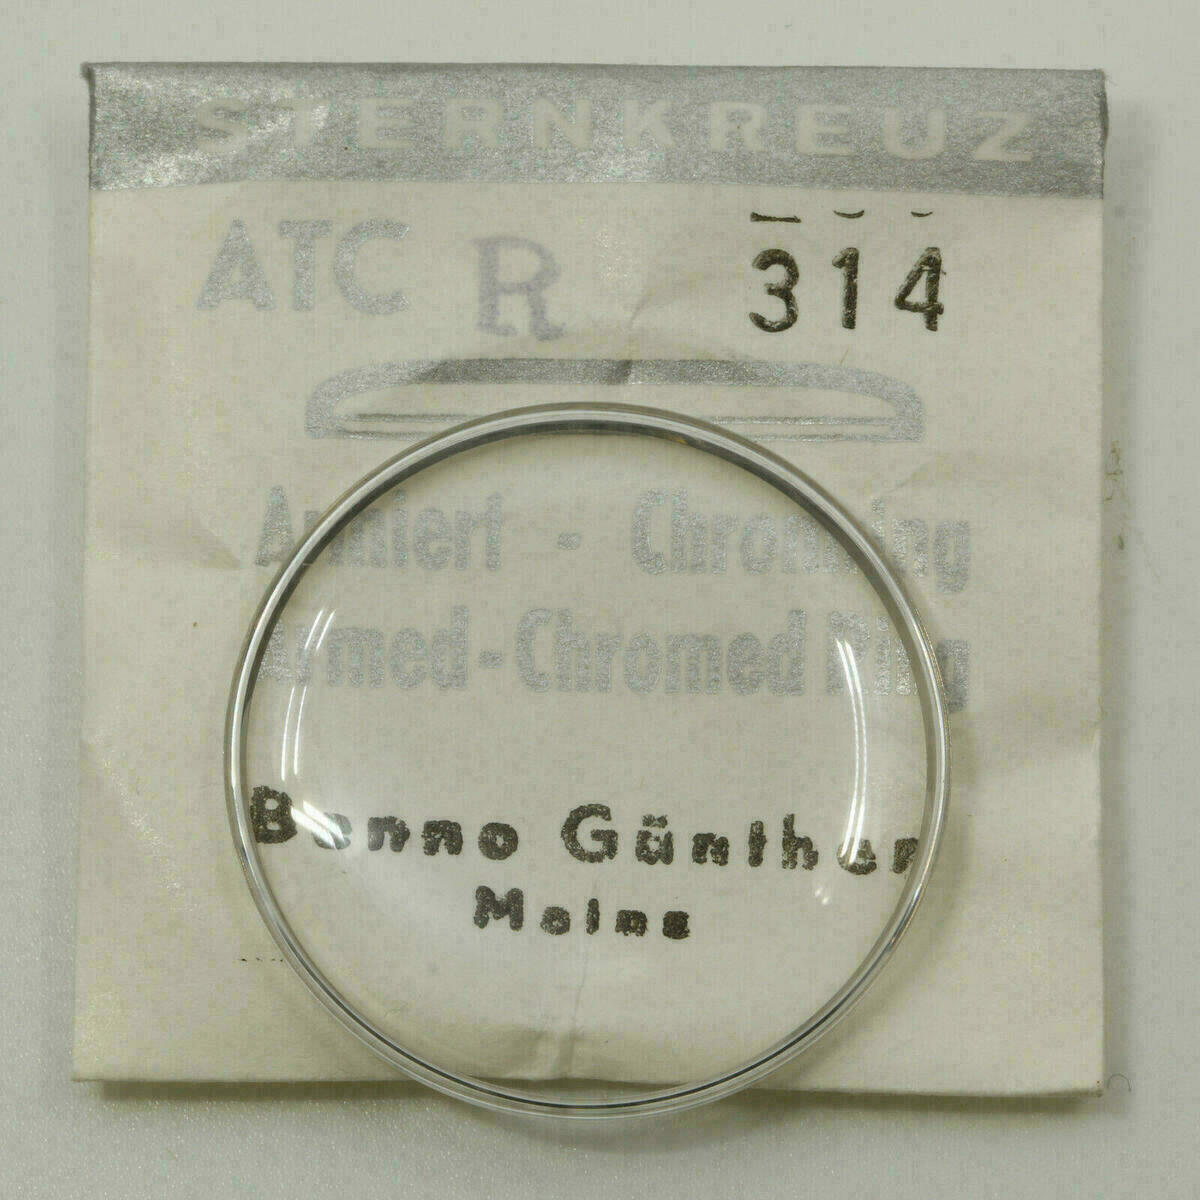 STERNKREUZ
ATC R 314
Armiert - Chromring
Armed-Chromed Ring
Benno Günther
Mainz